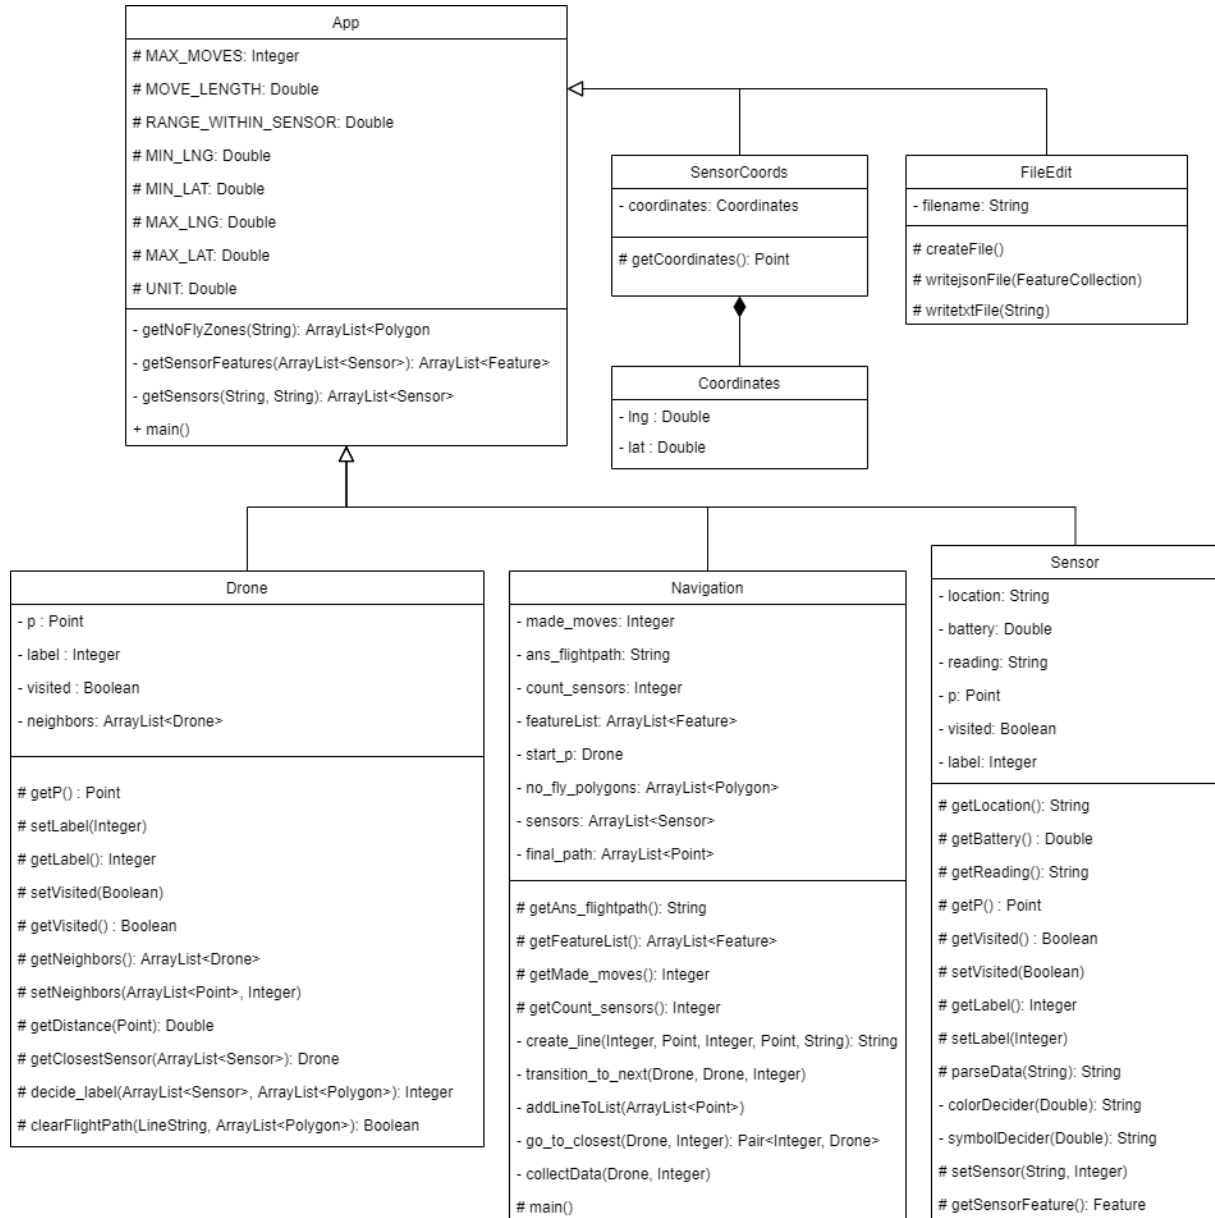 App
# MAX_MOVES: Integer
# MOVE_LENGTH: Double
# RANGE_WITHIN_SENSOR: Double
# MIN_LNG: Double
# MIN_LAT: Double
# MAX_LNG: Double
# MAX_LAT: Double
# UNIT: Double
- getNoFlyZones(String): ArrayList<Polygon
- getSensorFeatures(ArrayList<Sensor>): ArrayList<Feature>
- getSensors(String, String): ArrayList<Sensor>
+ main()
SensorCoords
- coordinates: Coordinates
# getCoordinates(): Point
FileEdit
- filename: String
# createFile()
# writejsonFile(FeatureCollection)
# writetxtFile(String)
Coordinates
- lng : Double
- lat : Double
Drone
- p : Point
- label : Integer
- visited : Boolean
- neighbors: ArrayList<Drone>
# getP() : Point
# setLabel(Integer)
# getLabel(): Integer
# setVisited(Boolean)
# getVisited() : Boolean
# getNeighbors(): ArrayList<Drone>
# setNeighbors(ArrayList<Point>, Integer)
# getDistance(Point): Double
# getClosestSensor(ArrayList<Sensor>): Drone
# decide_label(ArrayList<Sensor>, ArrayList<Polygon>): Integer
# clearFlightPath(LineString, ArrayList<Polygon>): Boolean
Navigation
- made_moves: Integer
- ans_flightpath: String
- count_sensors: Integer
- featureList: ArrayList<Feature>
- start_p: Drone
- no_fly_polygons: ArrayList<Polygon>
- sensors: ArrayList<Sensor>
- final_path: ArrayList<Point>
# getAns_flightpath(): String
# getFeatureList(): ArrayList<Feature>
# getMade_moves(): Integer
# getCount_sensors(): Integer
- create_line(Integer, Point, Integer, Point, String): String
- transition_to_next(Drone, Drone, Integer)
- addLineToList(ArrayList<Point>)
- go_to_closest(Drone, Integer): Pair<Integer, Drone>
- collectData(Drone, Integer)
# main()
Sensor
- location: String
- battery: Double
- reading: String
- p: Point
- visited: Boolean
- label: Integer
# getLocation(): String
# getBattery() : Double
# getReading(): String
# getP() : Point
# getVisited() : Boolean
# setVisited(Boolean)
# getLabel(): Integer
# setLabel(Integer)
# parseData(String): String
- colorDecider(Double): String
- symbolDecider(Double): String
# setSensor(String, Integer)
# getSensorFeature(): Feature